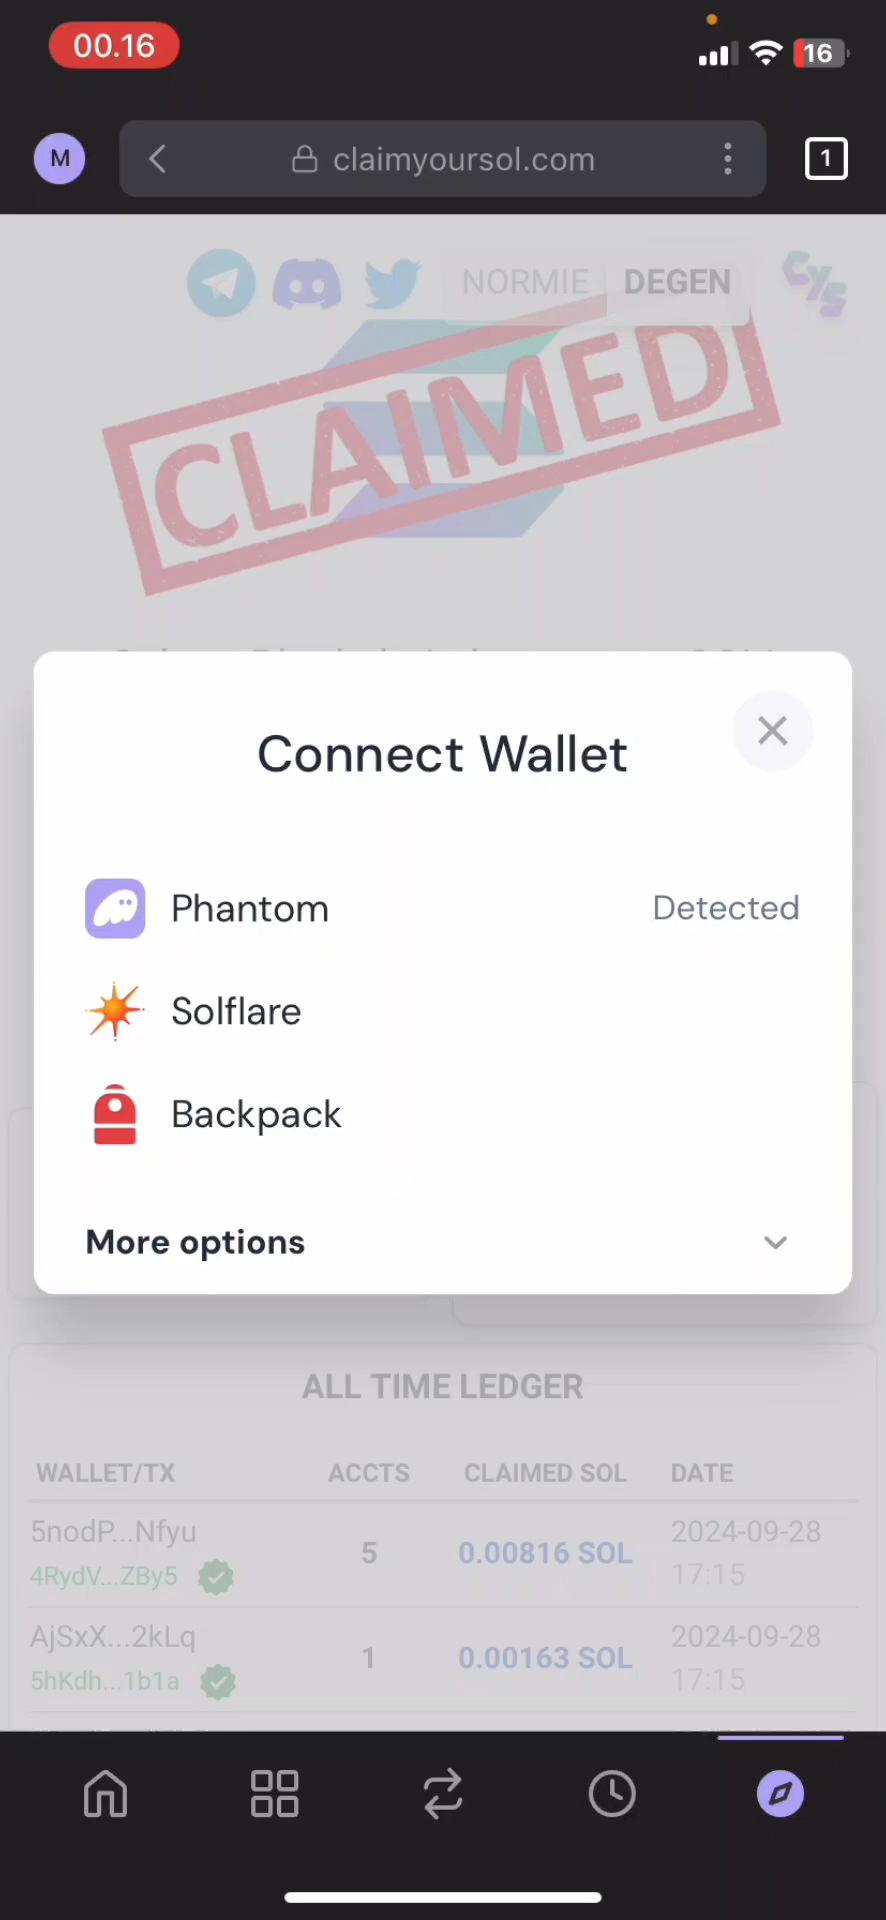 00.16
16
M
claimyoursol.com
1
NORMIE
DEGEN
CYS
CLAIMED
Connect Wallet
Phantom
Detected
Solflare
Backpack
More options
ALL TIME LEDGER
WALLET/TX
ACCTS
CLAIMED SOL
DATE
5nodP...Nfyu
4RydV...ZBy5
5
0.00816 SOL
2024-09-28
17:15
AjSxX...2kLq
5hKdh...1b1a
1
0.00163 SOL
2024-09-28
17:15